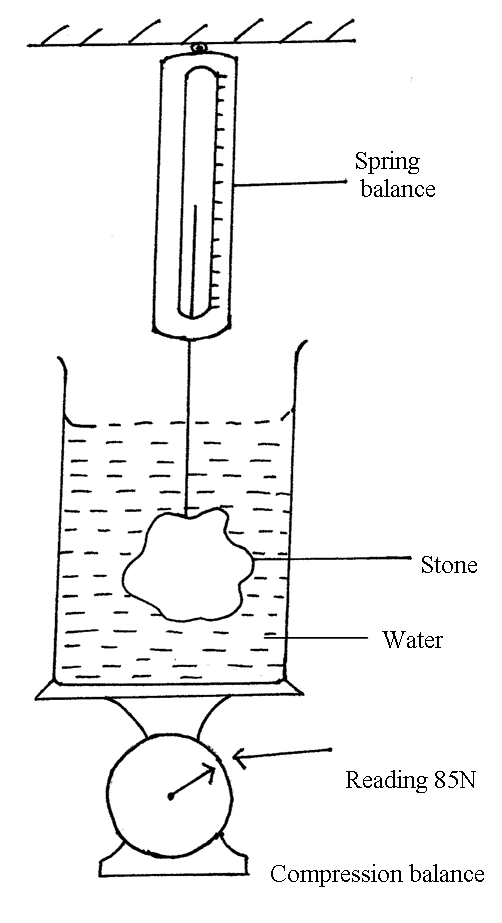 Spring
balance
Stone
Water
Reading 85N
Compression balance